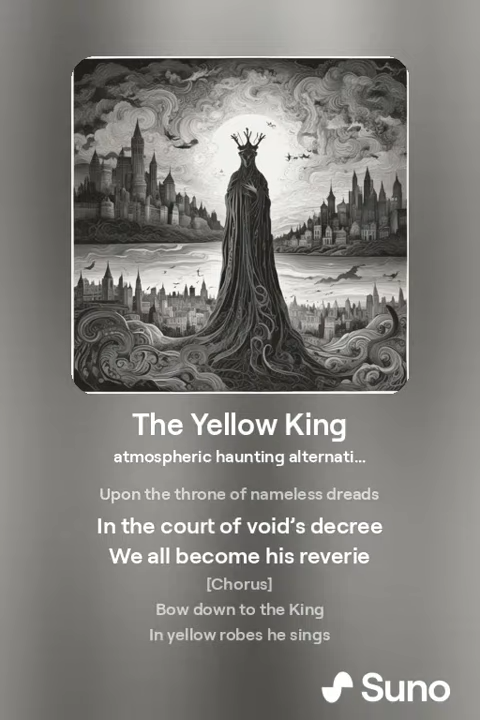 The Yellow King
atmospheric haunting alternati...
Upon the throne of nameless dreads
In the court of void’s decree
We all become his reverie
[Chorus]
Bow down to the King
In yellow robes he sings
Suno